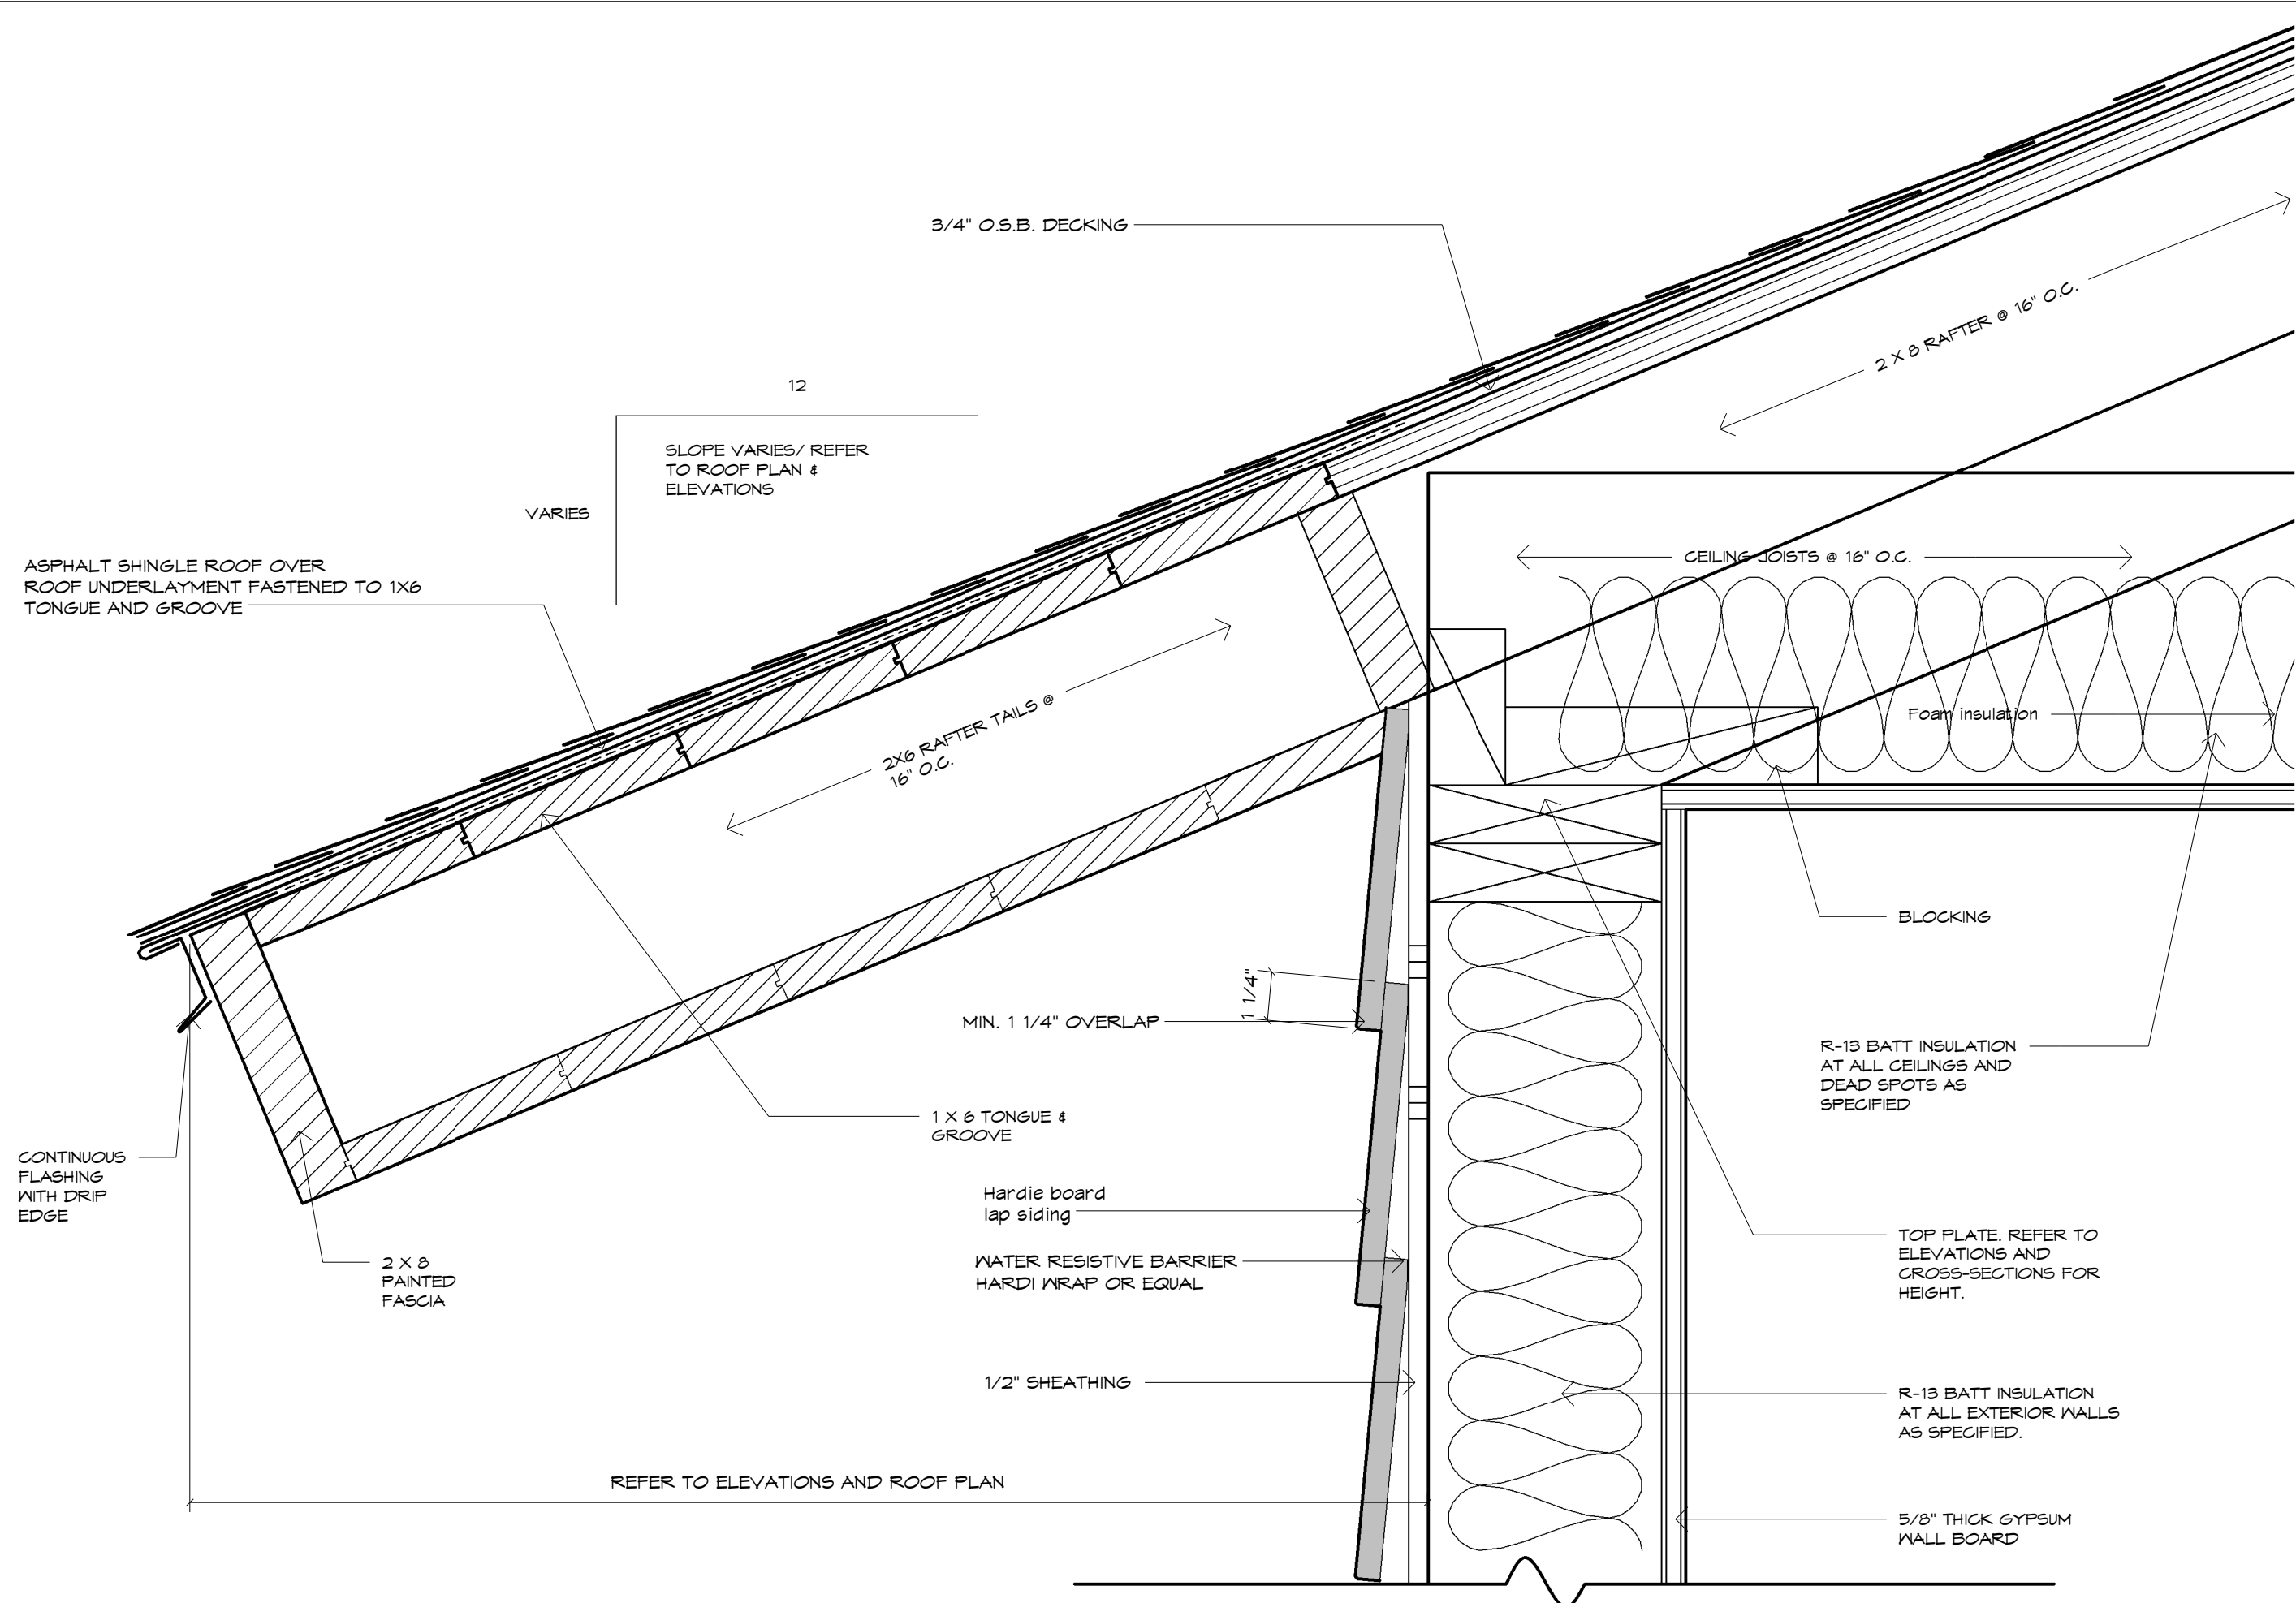 3/4" O.S.B. DECKING
2 X 8 RAFTER @ 16" O.C.
12
SLOPE VARIES/ REFER
TO ROOF PLAN &
ELEVATIONS
VARIES
ASPHALT SHINGLE ROOF OVER
ROOF UNDERLAYMENT FASTENED TO 1X6
TONGUE AND GROOVE
CEILING JOISTS @ 16" O.C.
2X6 RAFTER TAILS @
16" O.C.
Foam insulation
BLOCKING
1 1/4"
MIN. 1 1/4" OVERLAP
R-13 BATT INSULATION
AT ALL CEILINGS AND
DEAD SPOTS AS
SPECIFIED
1 X 6 TONGUE &
GROOVE
CONTINUOUS
FLASHING
WITH DRIP
EDGE
Hardie board
lap siding
2 X 8
PAINTED
FASCIA
WATER RESISTIVE BARRIER
HARDI WRAP OR EQUAL
TOP PLATE. REFER TO
ELEVATIONS AND
CROSS-SECTIONS FOR
HEIGHT.
1/2" SHEATHING
R-13 BATT INSULATION
AT ALL EXTERIOR WALLS
AS SPECIFIED.
REFER TO ELEVATIONS AND ROOF PLAN
5/8" THICK GYPSUM
WALL BOARD